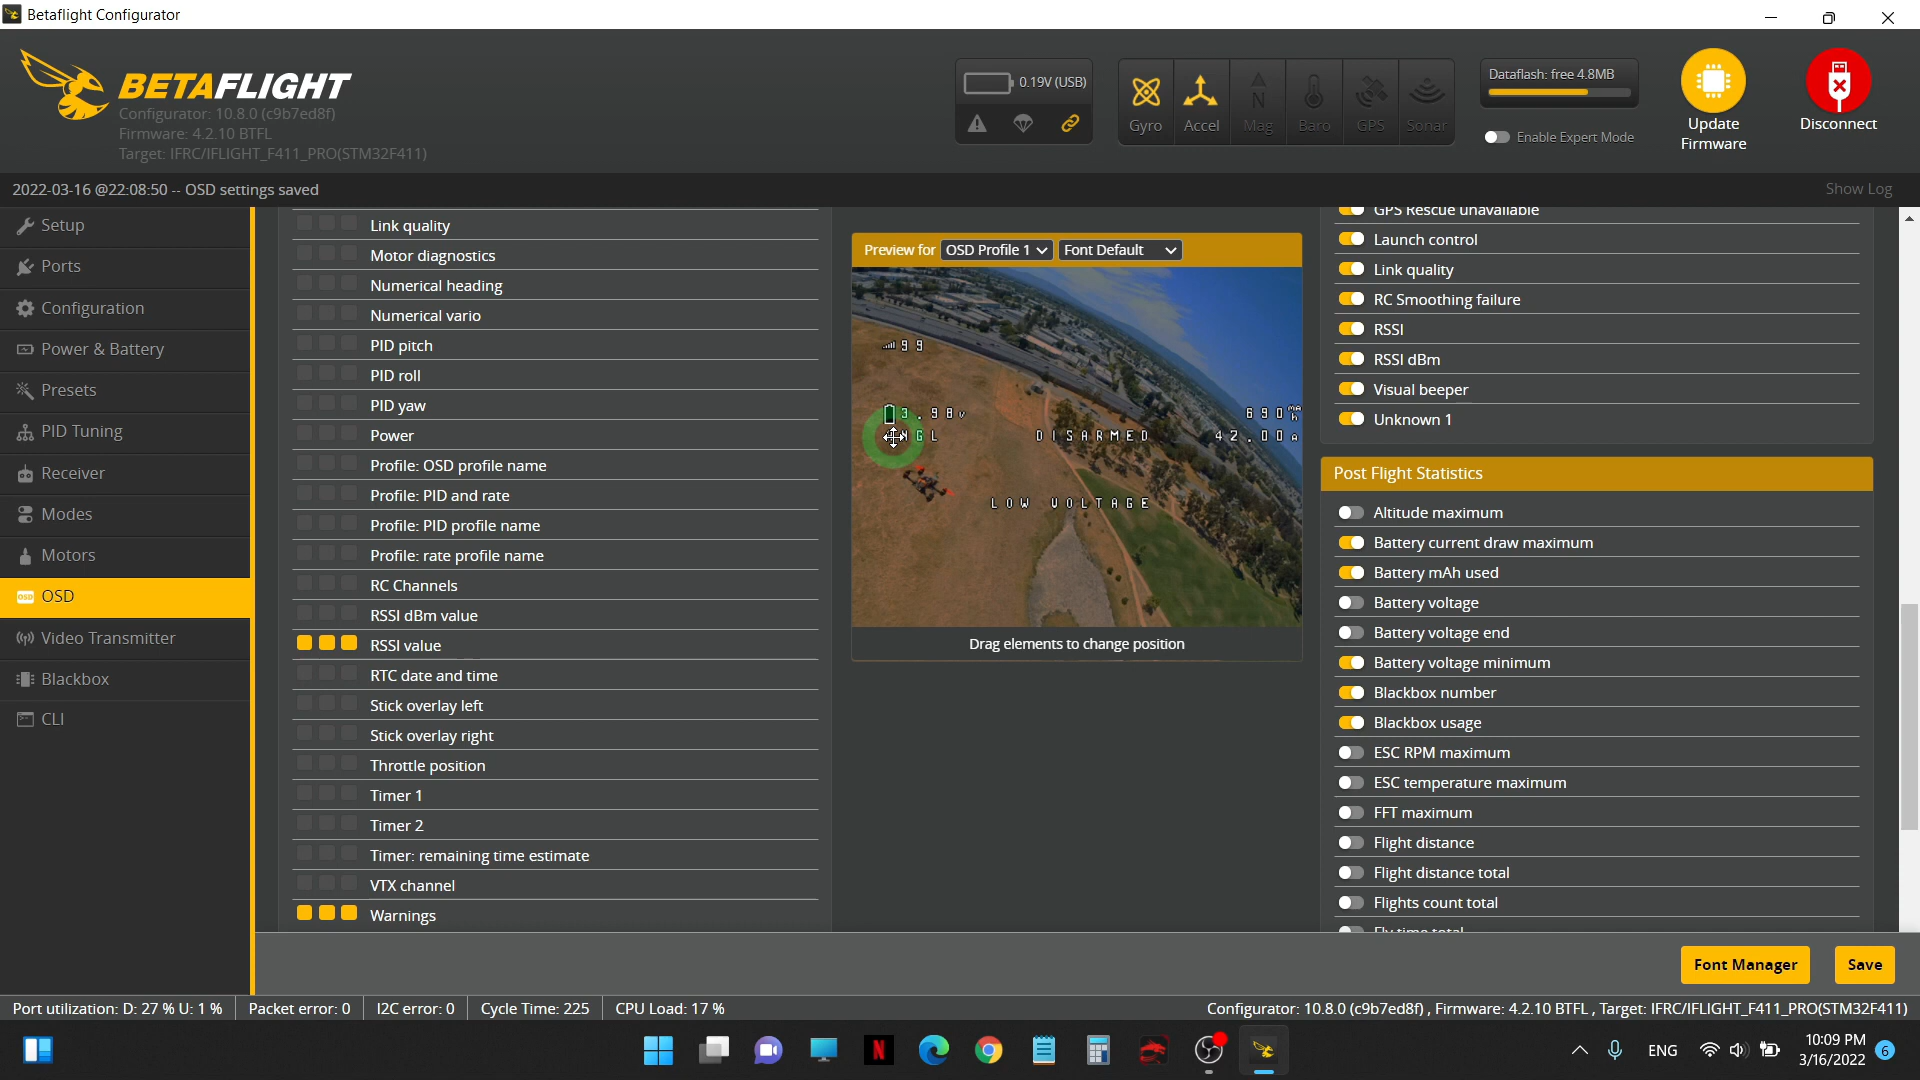 Betaflight Configurator
BETAFLIGHT
Configurator: 10.8.0 (c9b7ed8f)
Firmware: 4.2.10 BTFL
Target: IFRC/IFLIGHT_F411_PRO(STM32F411)
0.19V (USB)
Gyro
Accel
Mag
Baro
GPS
Sonar
Dataflash: free 4.8MB
Enable Expert Mode
Update
Firmware
Disconnect
2022-03-16 @22:08:50 -- OSD settings saved
Show Log
Setup
Ports
Configuration
Power & Battery
Presets
PID Tuning
Receiver
Modes
Motors
OSD
Video Transmitter
Blackbox
CLI
Link quality
Motor diagnostics
Numerical heading
Numerical vario
PID pitch
PID roll
PID yaw
Power
Profile: OSD profile name
Profile: PID and rate
Profile: PID profile name
Profile: rate profile name
RC Channels
RSSI dBm value
RSSI value
RTC date and time
Stick overlay left
Stick overlay right
Throttle position
Timer 1
Timer 2
Timer: remaining time estimate
VTX channel
Warnings
Preview for OSD Profile 1 Font Default
99
3.98V 690 MAH
DISARMED 42.00A
LOW VOLTAGE
Drag elements to change position
GPS Rescue unavailable
Launch control
Link quality
RC Smoothing failure
RSSI
RSSI dBm
Visual beeper
Unknown 1
Post Flight Statistics
Altitude maximum
Battery current draw maximum
Battery mAh used
Battery voltage
Battery voltage end
Battery voltage minimum
Blackbox number
Blackbox usage
ESC RPM maximum
ESC temperature maximum
FFT maximum
Flight distance
Flight distance total
Flights count total
Fly time total
Font Manager
Save
Port utilization: D: 27 % U: 1 %
Packet error: 0
I2C error: 0
Cycle Time: 225
CPU Load: 17 %
Configurator: 10.8.0 (c9b7ed8f) , Firmware: 4.2.10 BTFL , Target: IFRC/IFLIGHT_F411_PRO(STM32F411)
N
ENG
10:09 PM
3/16/2022
6